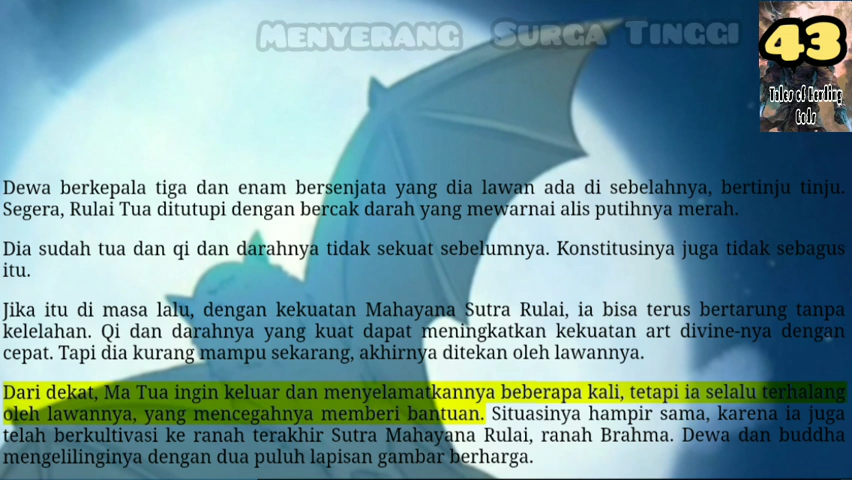 Menyerang Surga Tinggi
43
Tales of Herding
Gods
Dewa berkepala tiga dan enam bersenjata yang dia lawan ada di sebelahnya, bertinju tinju.
Segera, Rulai Tua ditutupi dengan bercak darah yang mewarnai alis putihnya merah.
Dia sudah tua dan qi dan darahnya tidak sekuat sebelumnya. Konstitusinya juga tidak sebagus
itu.
Jika itu di masa lalu, dengan kekuatan Mahayana Sutra Rulai, ia bisa terus bertarung tanpa
kelelahan. Qi dan darahnya yang kuat dapat meningkatkan kekuatan art divine-nya dengan
cepat. Tapi dia kurang mampu sekarang, akhirnya ditekan oleh lawannya.
Dari dekat, Ma Tua ingin keluar dan menyelamatkannya beberapa kali, tetapi ia selalu terhalang
oleh lawannya, yang mencegahnya memberi bantuan. Situasinya hampir sama, karena ia juga
telah berkultivasi ke ranah terakhir Sutra Mahayana Rulai, ranah Brahma. Dewa dan buddha
mengelilinginya dengan dua puluh lapisan gambar berharga.